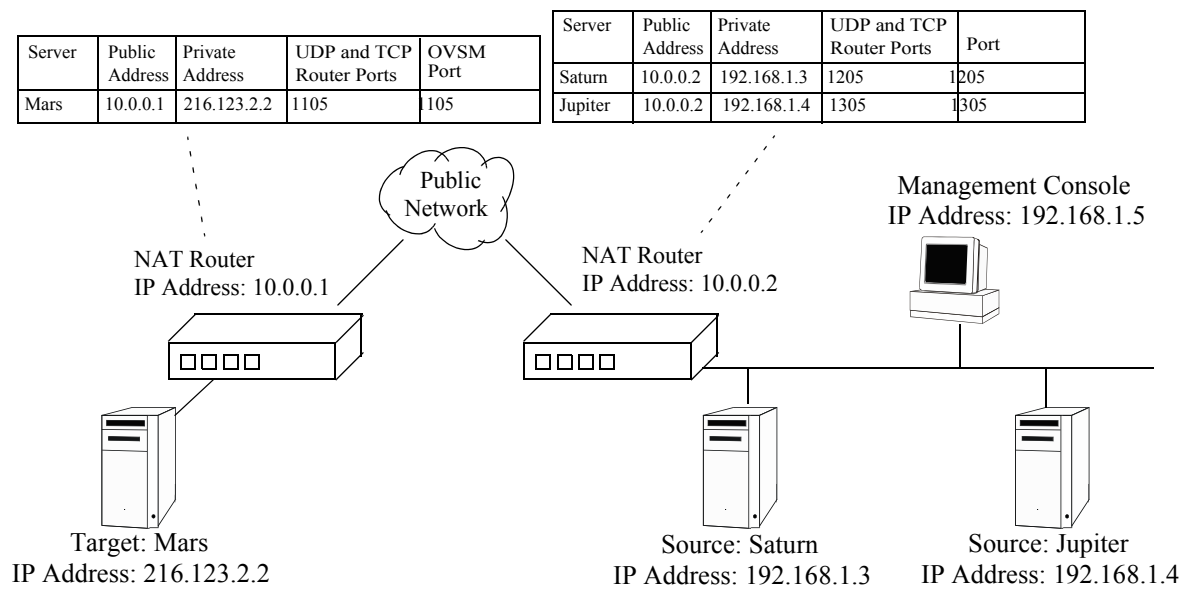 Server Public Address Private Address UDP and TCP Router Ports OVSM Port
Mars 10.0.0.1 216.123.2.2 1105 1105
Server Public Address Private Address UDP and TCP Router Ports Port
Saturn 10.0.0.2 192.168.1.3 1205 1205
Jupiter 10.0.0.2 192.168.1.4 1305 1305
Public
Network
Management Console
IP Address: 192.168.1.5
NAT Router
IP Address: 10.0.0.1
NAT Router
IP Address: 10.0.0.2
Target: Mars
IP Address: 216.123.2.2
Source: Saturn
IP Address: 192.168.1.3
Source: Jupiter
IP Address: 192.168.1.4